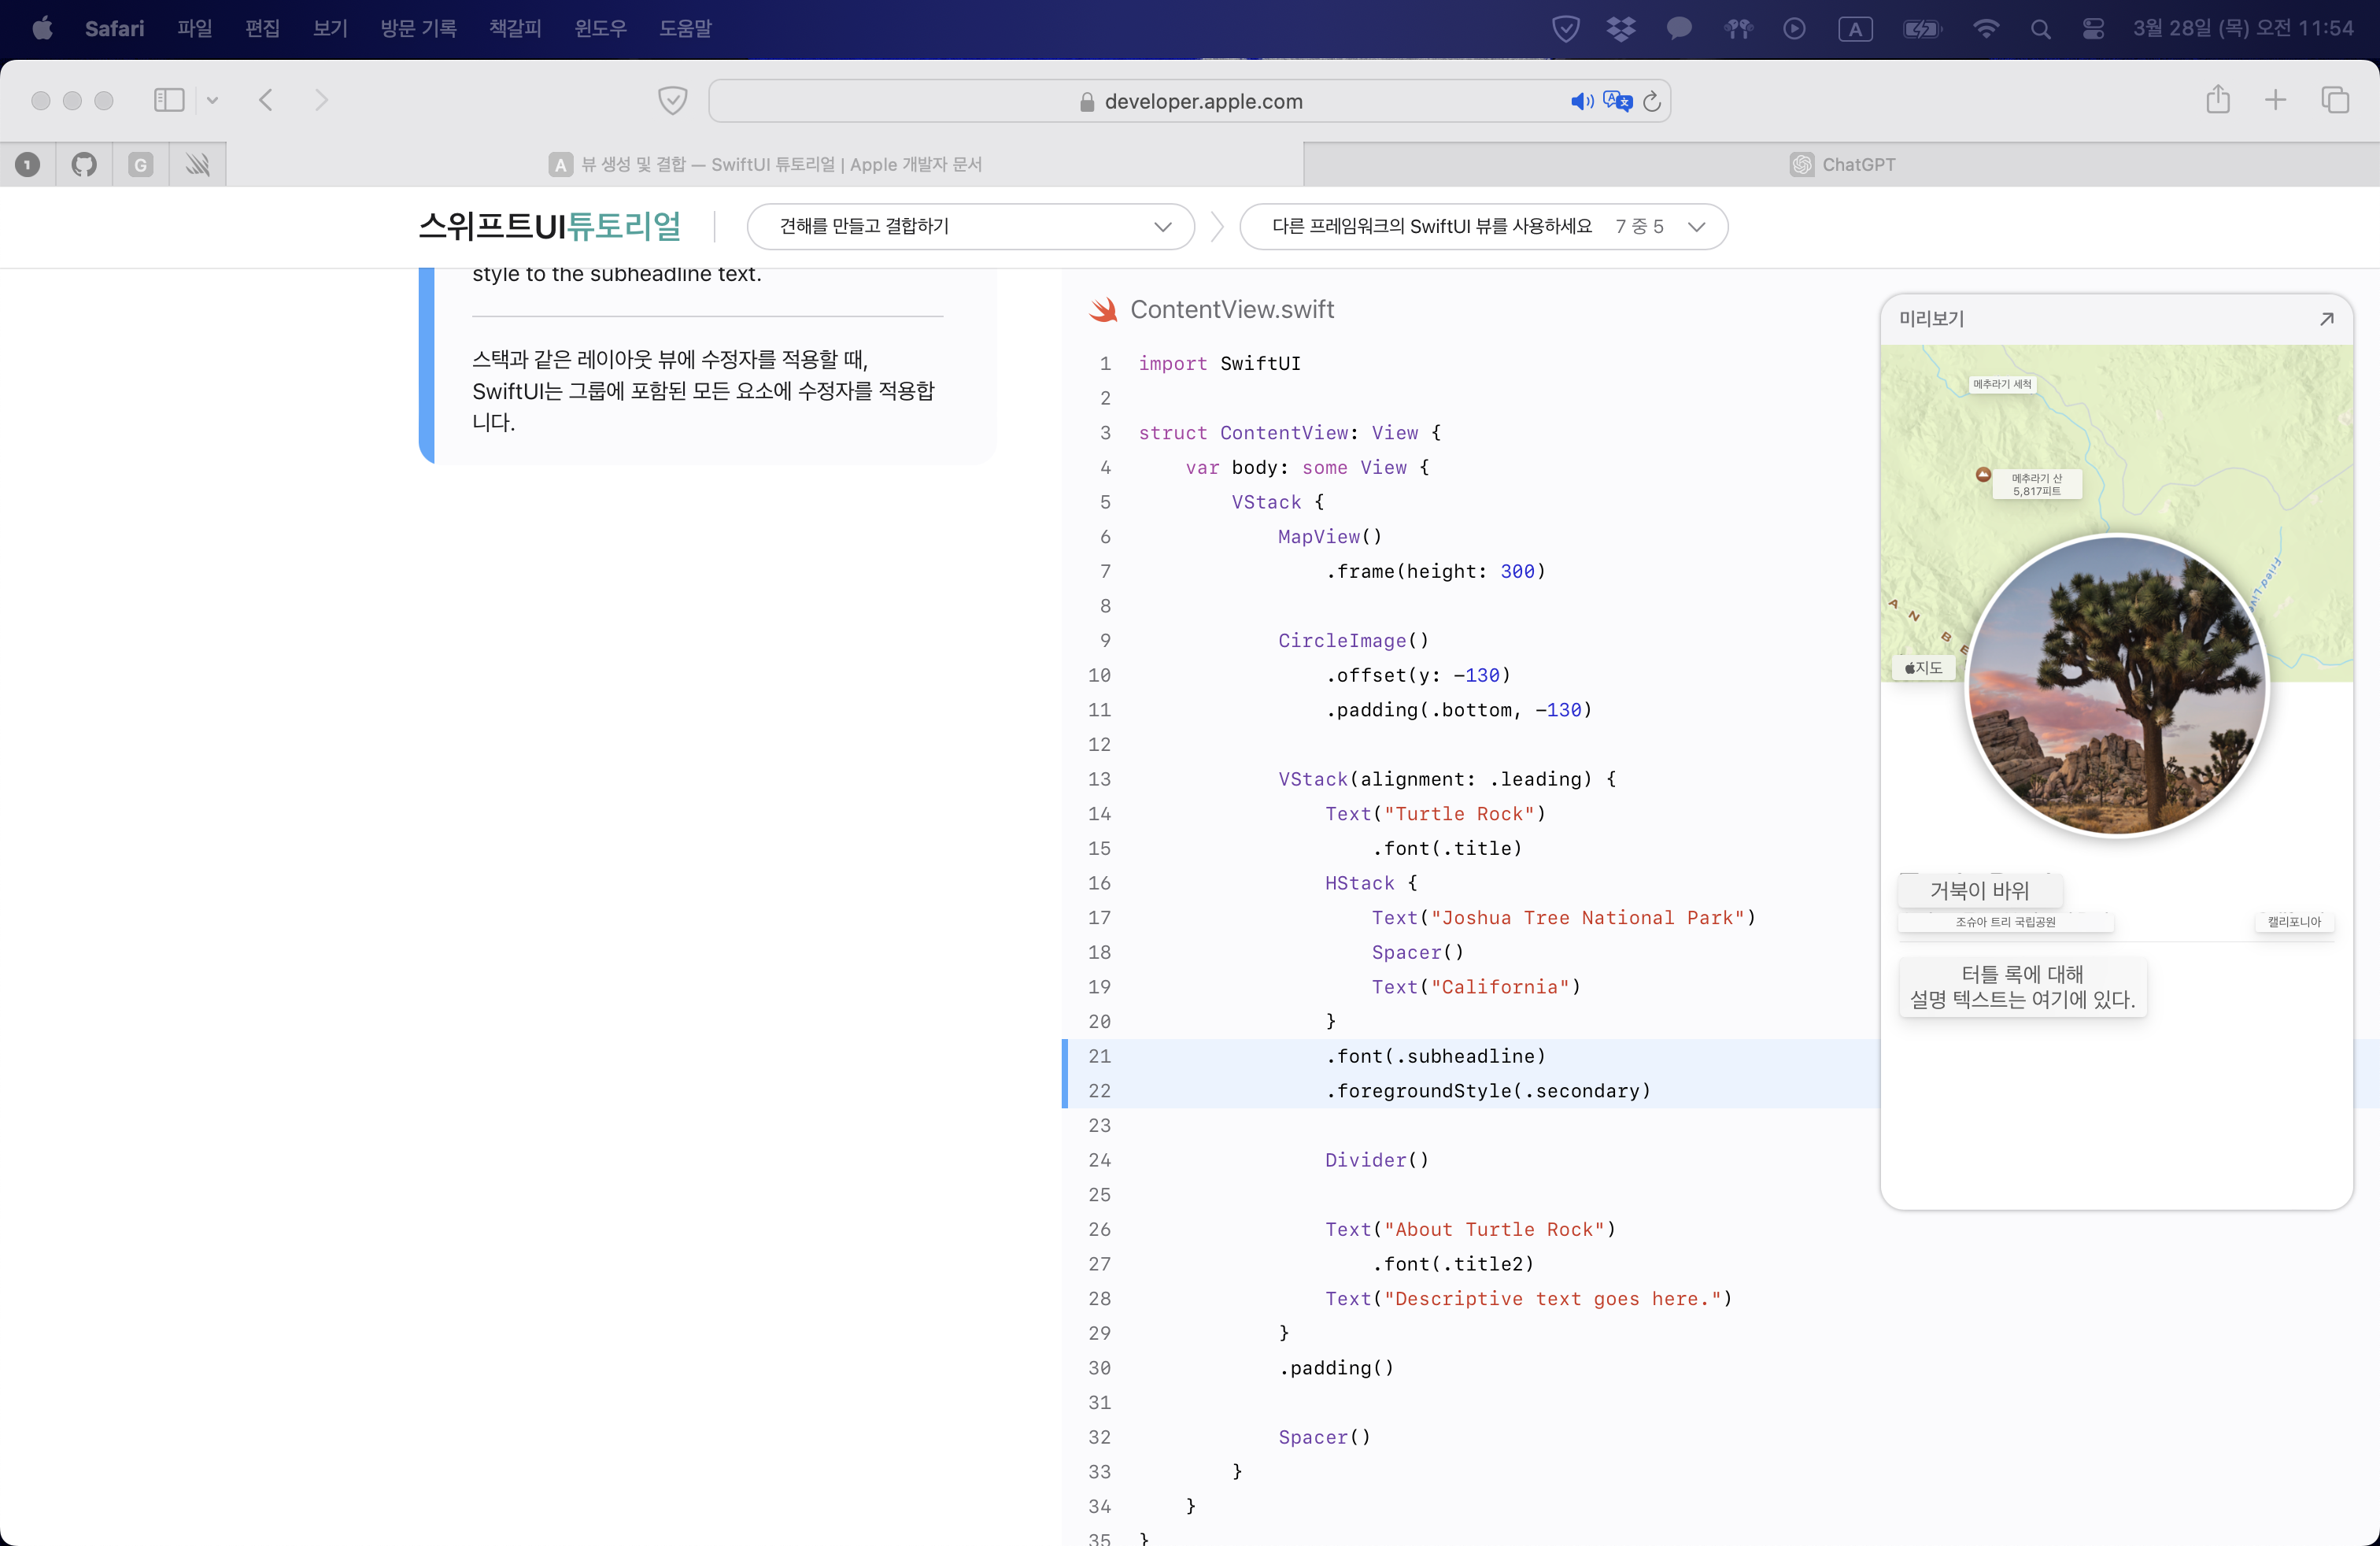 Safari 파일 편집 보기 방문 기록 책갈피 윈도우 도움말 A 3월 28일 (목) 오전 11:54
developer.apple.com
1 G A 뷰 생성 및 결합 — SwiftUI 튜토리얼 | Apple 개발자 문서 ChatGPT
스위프트UI튜토리얼 견해를 만들고 결합하기 다른 프레임워크의 SwiftUI 뷰를 사용하세요 7 중 5
style to the subheadline text.
스택과 같은 레이아웃 뷰에 수정자를 적용할 때,
SwiftUI는 그룹에 포함된 모든 요소에 수정자를 적용합
니다.
ContentView.swift
1 import SwiftUI
2
3 struct ContentView: View {
4 var body: some View {
5 VStack {
6 MapView()
7 .frame(height: 300)
8
9 CircleImage()
10 .offset(y: -130)
11 .padding(.bottom, -130)
12
13 VStack(alignment: .leading) {
14 Text("Turtle Rock")
15 .font(.title)
16 HStack {
17 Text("Joshua Tree National Park")
18 Spacer()
19 Text("California")
20 }
21 .font(.subheadline)
22 .foregroundStyle(.secondary)
23
24 Divider()
25
26 Text("About Turtle Rock")
27 .font(.title2)
28 Text("Descriptive text goes here.")
29 }
30 .padding()
31
32 Spacer()
33 }
34 }
35 }
미리보기
메추라기 세척
메추라기 산
5,817피트
Fried Liv
A N B E
지도
거북이 바위
조슈아 트리 국립공원 캘리포니아
터틀 록에 대해
설명 텍스트는 여기에 있다.